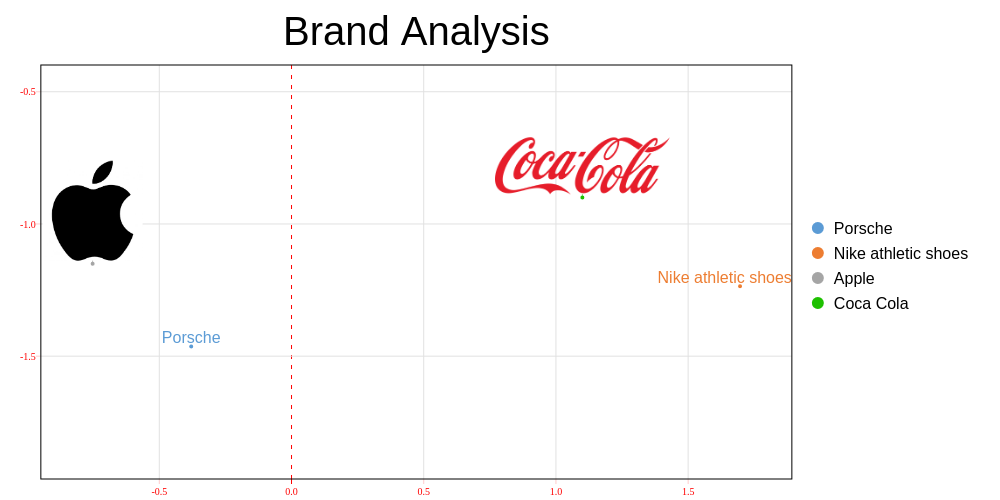 Brand Analysis
-0.5
Coca-Cola
-1.0
Porsche
Nike athletic shoes
Nike athletic shoes
Apple
Porsche
Coca Cola
-1.5
-0.5 0.0 0.5 1.0 1.5